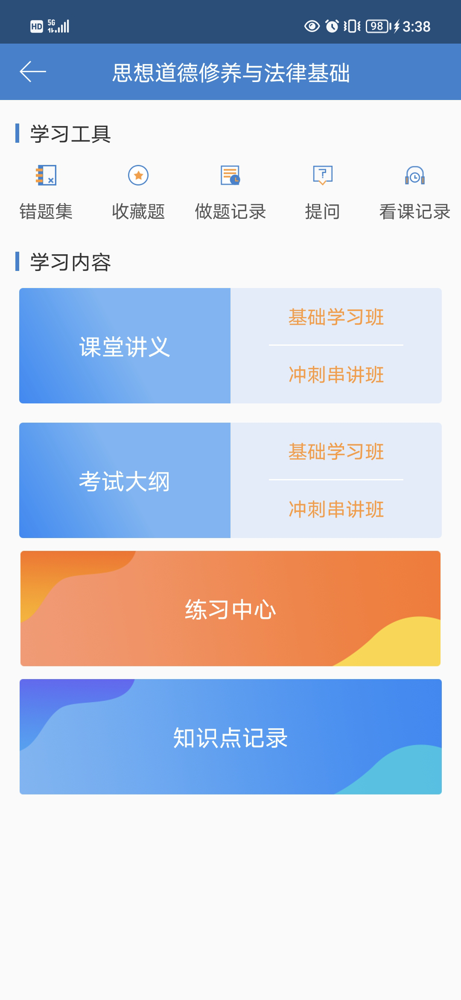 HD 5G 98 3:38
思想道德修养与法律基础
学习工具
错题集 收藏题 做题记录 提问 看课记录
学习内容
课堂讲义
基础学习班
冲刺串讲班
考试大纲
基础学习班
冲刺串讲班
练习中心
知识点记录